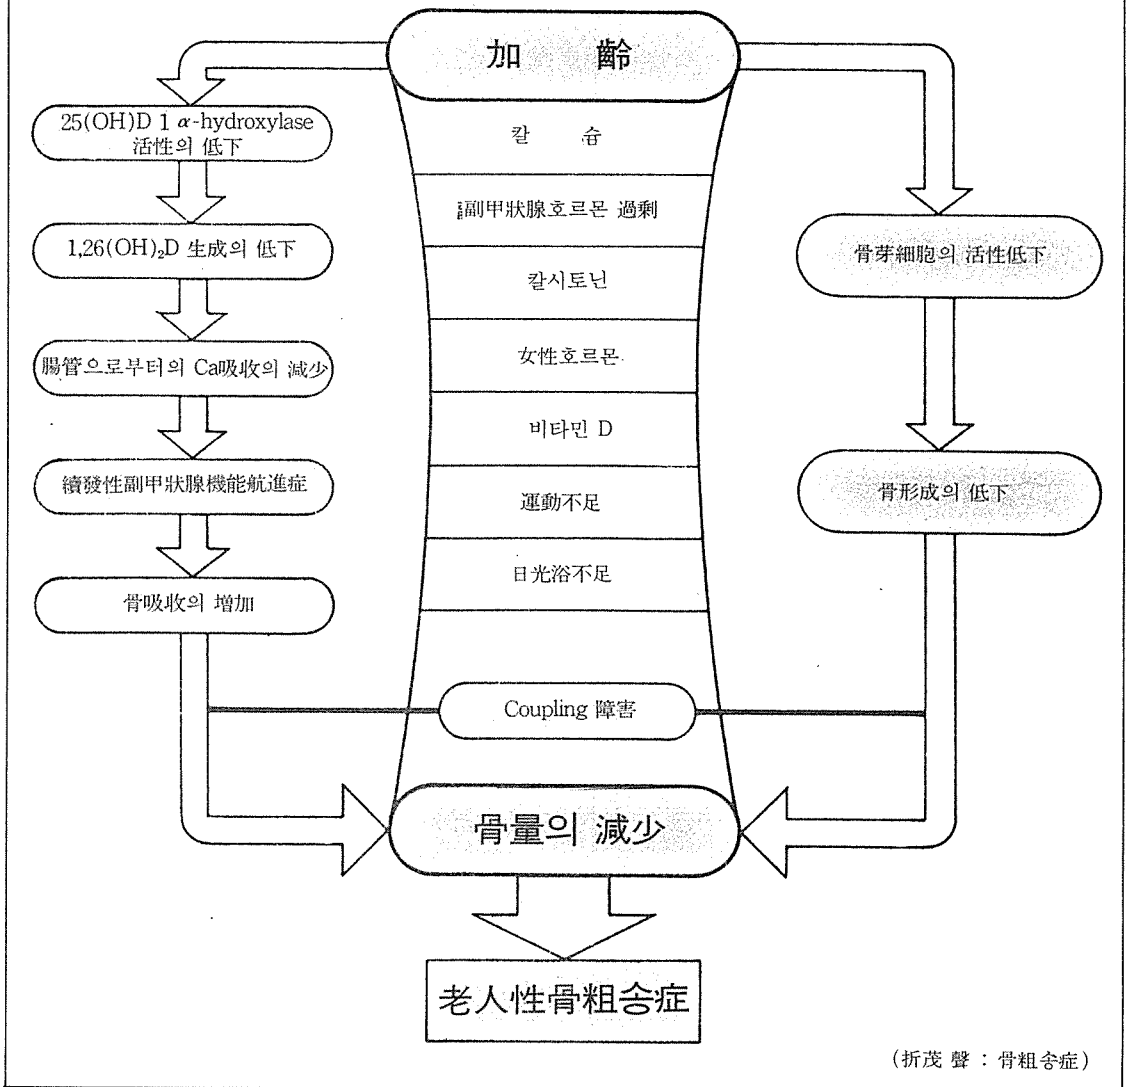 加 齡
25(OH)D 1 α-hydroxylase
活性의 低下
1,26(OH)₂D 生成의 低下
腸管으로부터의 Ca吸收의 減少
續發性副甲狀腺機能航進症
骨吸收의 增加
칼 슘
副甲狀腺호르몬 過剩
칼시토닌
女性호르몬
비타민 D
運動不足
日光浴不足
骨芽細胞의 活性低下
骨形成의 低下
Coupling 障害
骨量의 減少
老人性骨粗송症
(折茂 聲 : 骨粗송症)